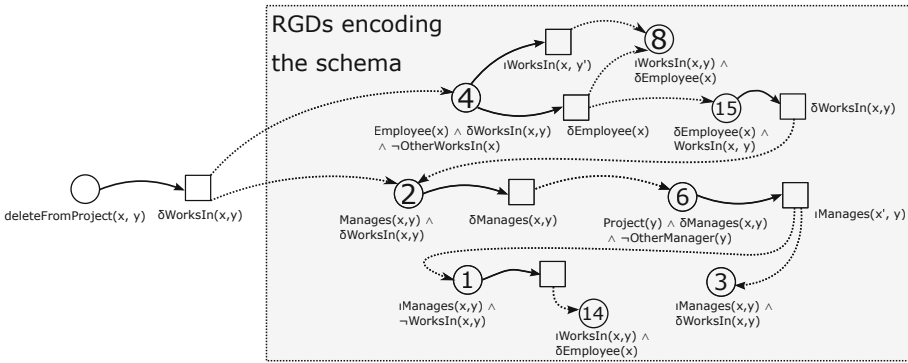 RGDs encoding
the schema
ιWorksIn(x, y')
8
ιWorksIn(x,y) ∧
δEmployee(x)
4
Employee(x) ∧ δWorksIn(x,y)
∧ ¬OtherWorksIn(x)
δEmployee(x)
15
δEmployee(x) ∧
WorksIn(x, y)
δWorksIn(x,y)
deleteFromProject(x, y)
δWorksIn(x,y)
2
Manages(x,y) ∧
δWorksIn(x,y)
δManages(x,y)
6
Project(y) ∧ δManages(x,y)
∧ ¬OtherManager(y)
ιManages(x', y)
1
ιManages(x,y) ∧
¬WorksIn(x,y)
14
ιWorksIn(x,y) ∧
δEmployee(x)
3
ιManages(x,y) ∧
δWorksIn(x,y)